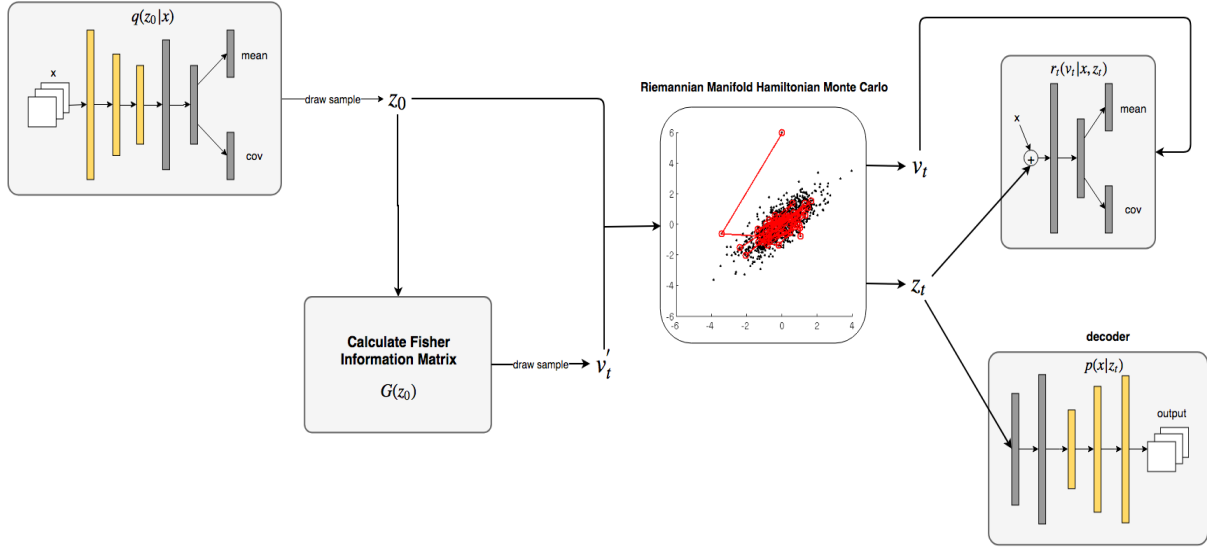 q(z₀|x)
x
mean
cov
draw sample
z₀
Calculate Fisher
Information Matrix
G(z₀)
draw sample
v′ₜ
Riemannian Manifold Hamiltonian Monte Carlo
6
4
2
0
-2
-4
-6
-6 -4 -2 0 2 4
vₜ
zₜ
rₜ(vₜ|x, zₜ)
x
+
mean
cov
decoder
p(x|zₜ)
output